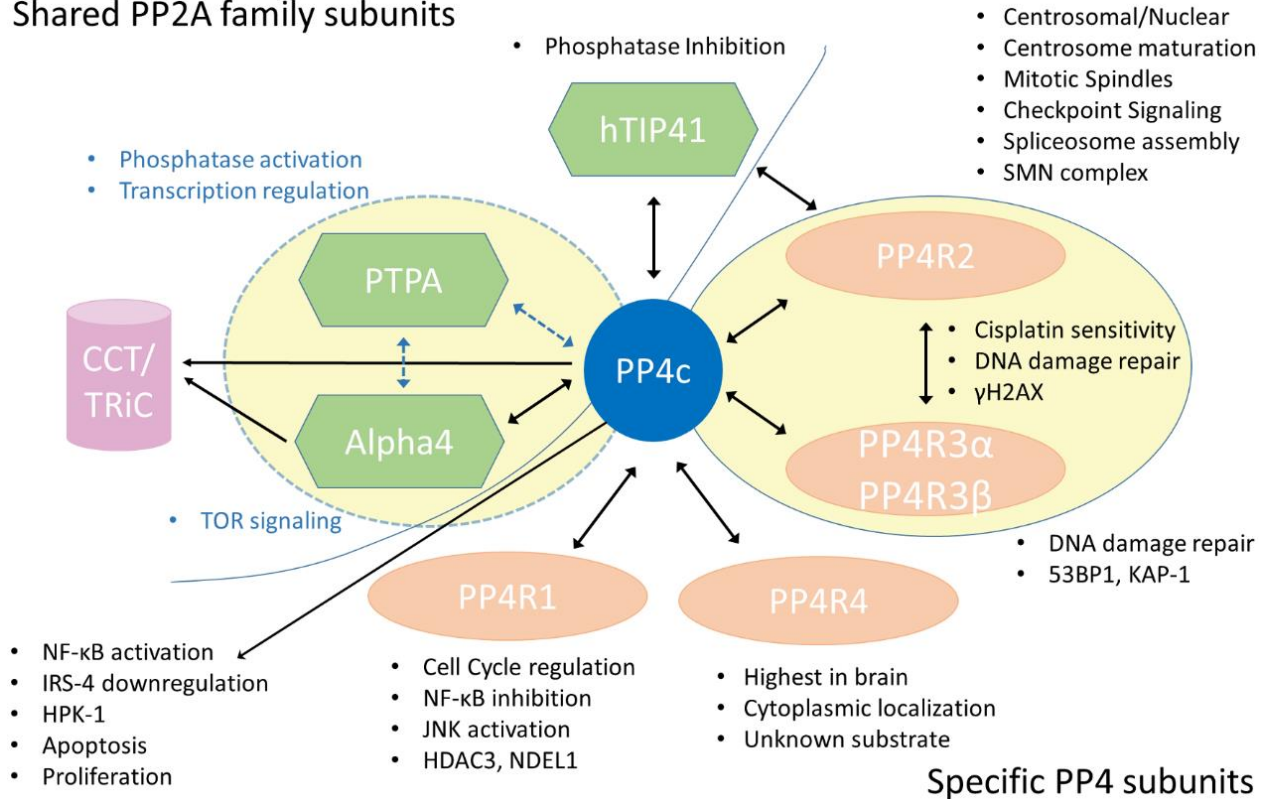 Shared PP2A family subunits
• Phosphatase Inhibition
• Centrosomal/Nuclear
• Centrosome maturation
• Mitotic Spindles
• Checkpoint Signaling
• Spliceosome assembly
• SMN complex
hTIP41
• Phosphatase activation
• Transcription regulation
PTPA
PP4R2
CCT/
TRiC
PP4c
• Cisplatin sensitivity
• DNA damage repair
• γH2AX
Alpha4
PP4R3α
PP4R3β
• TOR signaling
• DNA damage repair
• 53BP1, KAP-1
PP4R1
PP4R4
• NF-κB activation
• IRS-4 downregulation
• HPK-1
• Apoptosis
• Proliferation
• Cell Cycle regulation
• NF-κB inhibition
• JNK activation
• HDAC3, NDEL1
• Highest in brain
• Cytoplasmic localization
• Unknown substrate
Specific PP4 subunits